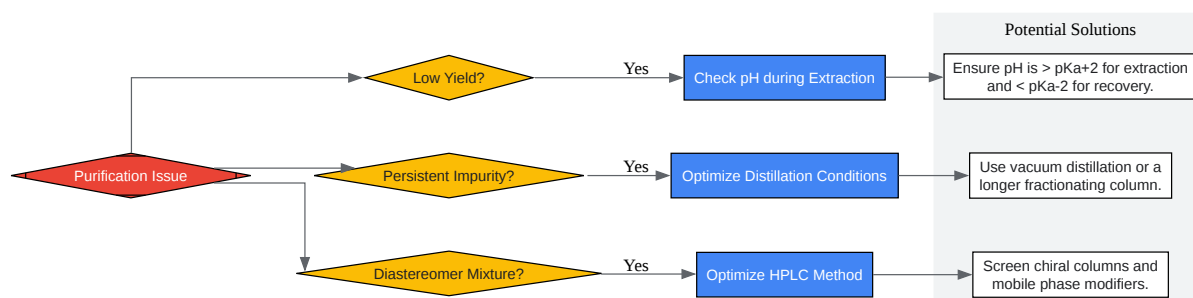 Potential Solutions
Low Yield?
Yes
Check pH during Extraction
Ensure pH is > pKa+2 for extraction
and < pKa-2 for recovery.
Purification Issue
Persistent Impurity?
Yes
Optimize Distillation Conditions
Use vacuum distillation or a
longer fractionating column.
Diastereomer Mixture?
Yes
Optimize HPLC Method
Screen chiral columns and
mobile phase modifiers.